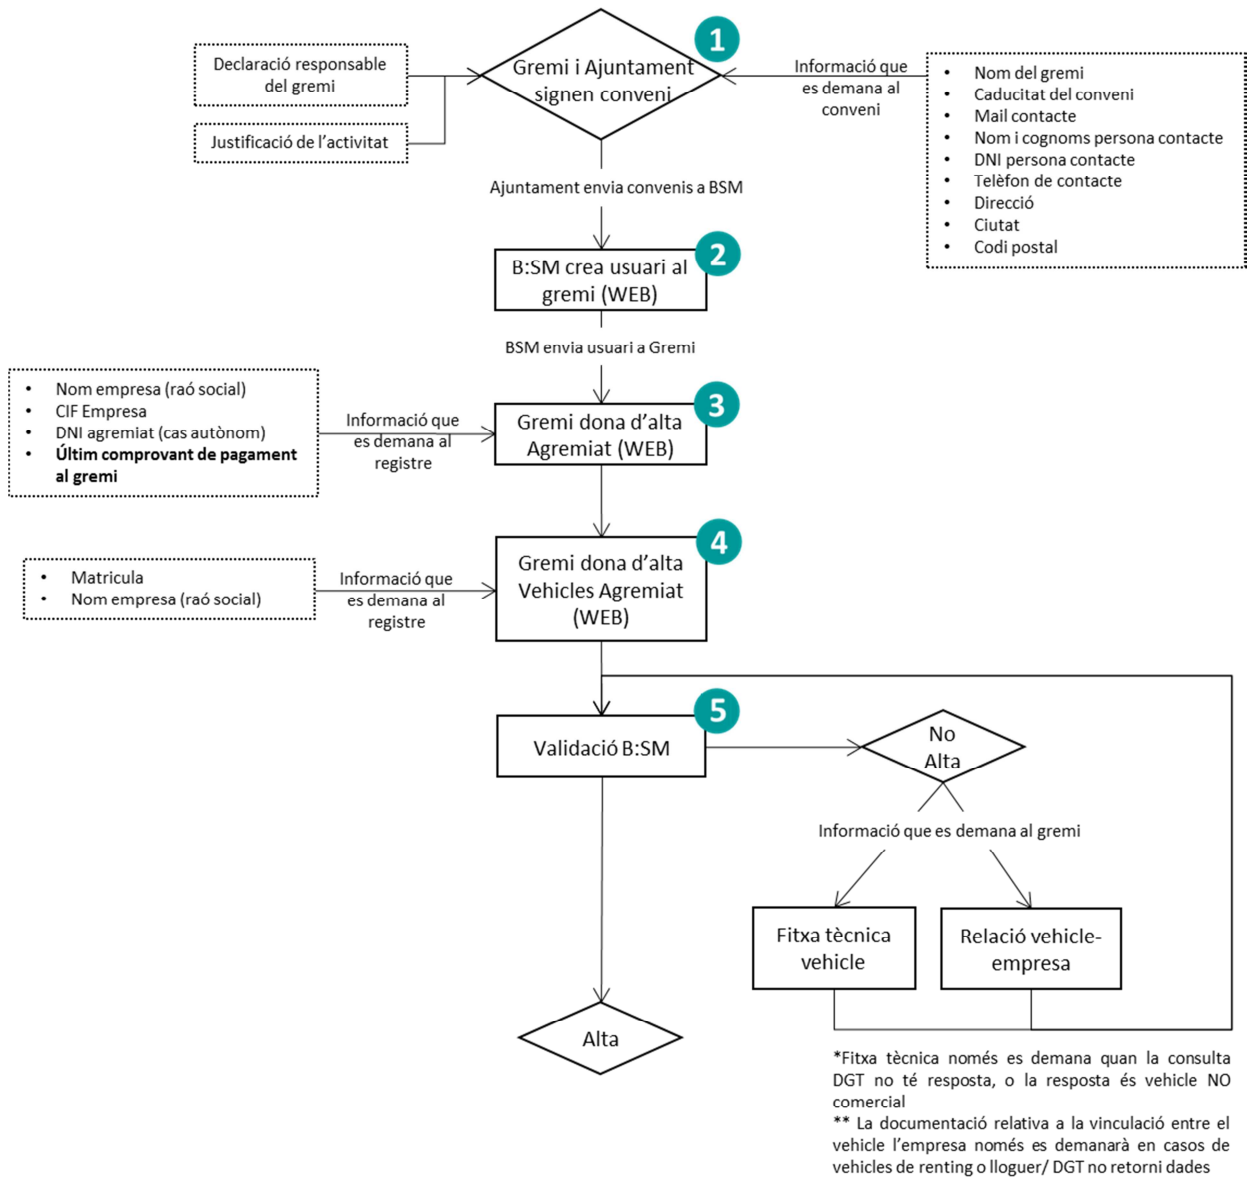 1
Gremi i Ajuntament
signen conveni
Declaració responsable
del gremi
Justificació de l'activitat
Informació que
es demana al
conveni
• Nom del gremi
• Caducitat del conveni
• Mail contacte
• Nom i cognoms persona contacte
• DNI persona contacte
• Telèfon de contacte
• Direcció
• Ciutat
• Codi postal
Ajuntament envia convenis a BSM
2
B:SM crea usuari al
gremi (WEB)
BSM envia usuari a Gremi
• Nom empresa (raó social)
• CIF Empresa
• DNI agremiat (cas autònom)
• Últim comprovant de pagament
al gremi
Informació que
es demana al
registre
3
Gremi dona d'alta
Agremiat (WEB)
• Matricula
• Nom empresa (raó social)
Informació que
es demana al
registre
4
Gremi dona d'alta
Vehicles Agremiat
(WEB)
5
Validació B:SM
No
Alta
Informació que es demana al gremi
Fitxa tècnica
vehicle
Relació vehicle-
empresa
Alta
*Fitxa tècnica només es demana quan la consulta
DGT no té resposta, o la resposta és vehicle NO
comercial
** La documentació relativa a la vinculació entre el
vehicle l'empresa només es demanarà en casos de
vehicles de renting o lloguer/ DGT no retorni dades